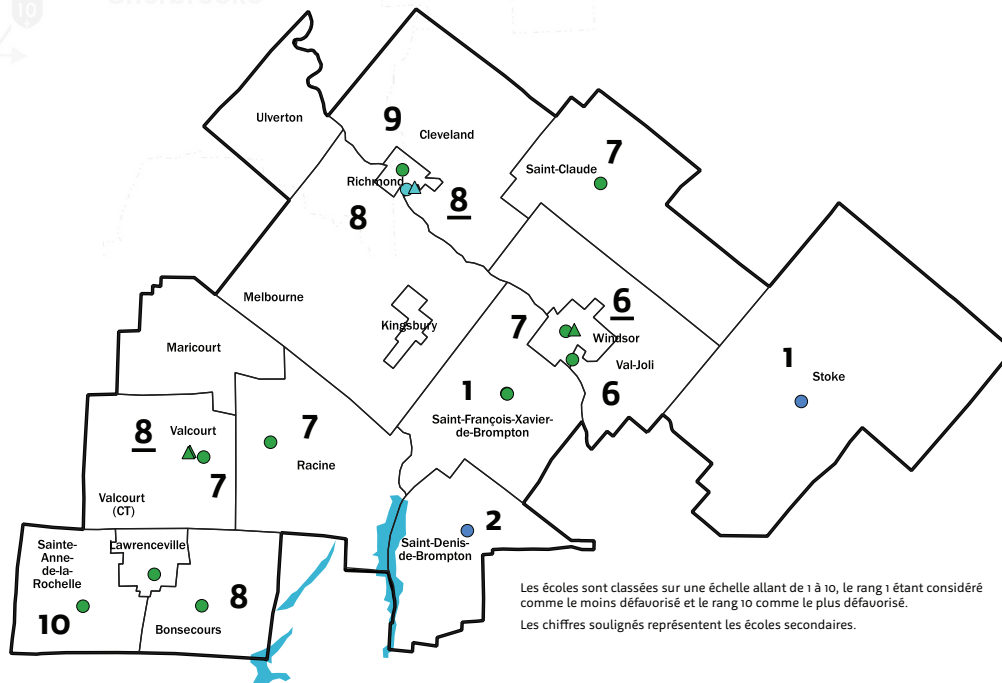 10
Sherbrooke
Ulverton
9
Cleveland
7
Saint-Claude
Richmond
8
8
Melbourne
Kingsbury
6
7
Windsor
Val-Joli
6
1
Stoke
Maricourt
1
Saint-François-Xavier-
de-Brompton
8
Valcourt
7
7
Racine
Valcourt
(CT)
2
Saint-Denis-
de-Brompton
Sainte-
Anne-
de-la-
Rochelle
Lawrenceville
10
8
Bonsecours
Les écoles sont classées sur une échelle allant de 1 à 10, le rang 1 étant considéré
comme le moins défavorisé et le rang 10 comme le plus défavorisé.
Les chiffres soulignés représentent les écoles secondaires.